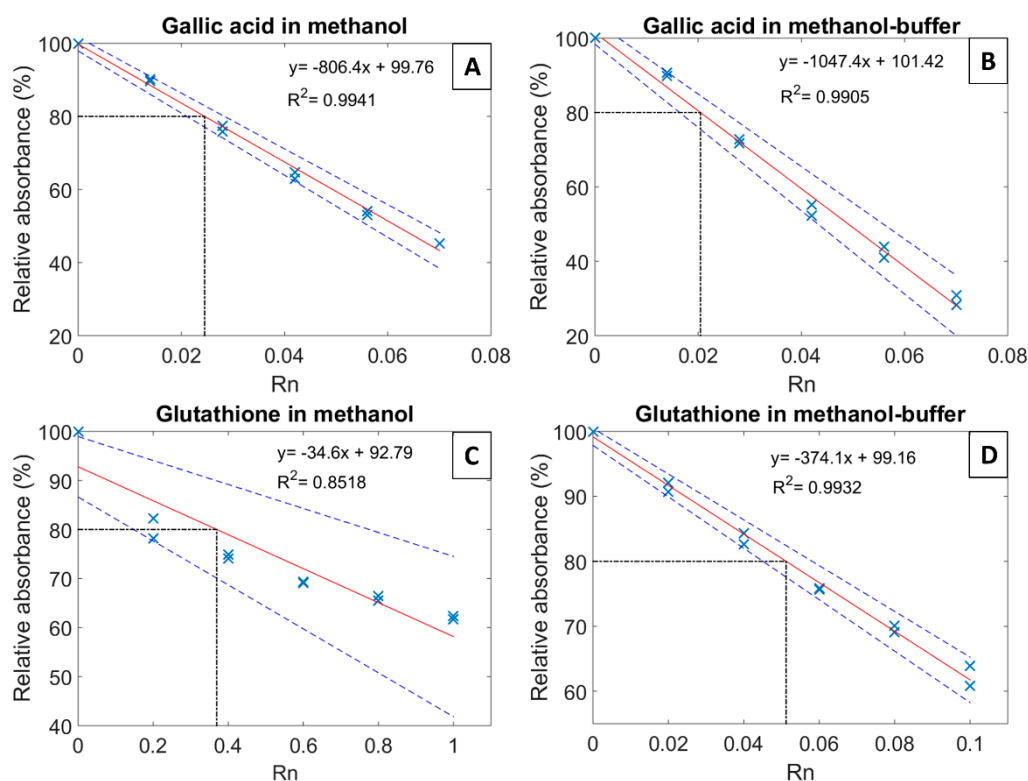 Gallic acid in methanol
A
y= -806.4x + 99.76
R²= 0.9941
100
80
60
40
20
0
0.02
0.04
0.06
0.08
Relative absorbance (%)
Rn
Gallic acid in methanol-buffer
B
y= -1047.4x + 101.42
R²= 0.9905
100
80
60
40
20
0
0.02
0.04
0.06
0.08
Relative absorbance (%)
Rn
Glutathione in methanol
C
y= -34.6x + 92.79
R²= 0.8518
100
90
80
70
60
50
40
0
0.2
0.4
0.6
0.8
1
Relative absorbance (%)
Rn
Glutathione in methanol-buffer
D
y= -374.1x + 99.16
R²= 0.9932
100
90
80
70
60
0
0.02
0.04
0.06
0.08
0.1
Relative absorbance (%)
Rn